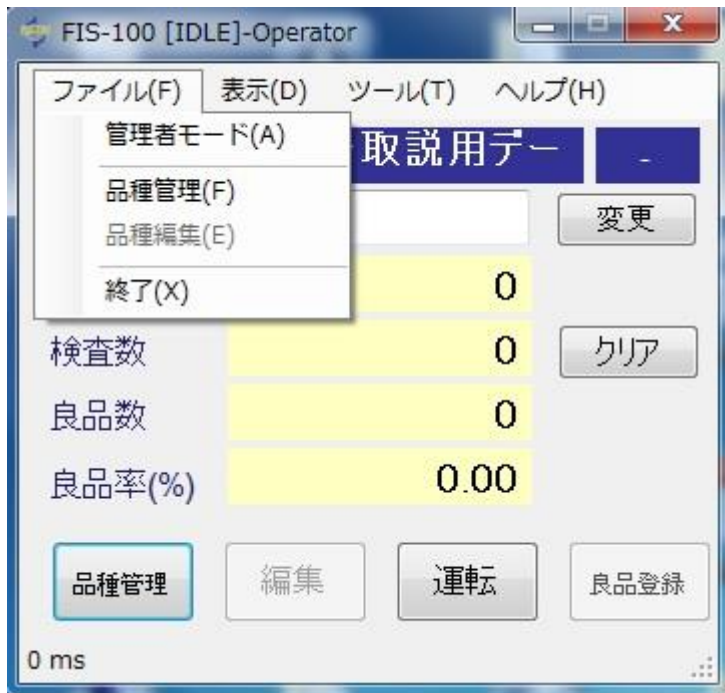 FIS-100 [IDLE]-Operator
ファイル(F) 表示(D) ツール(T) ヘルプ(H)
管理者モード(A)
品種管理(F)
品種編集(E)
終了(X)
取説用デー -
変更
0
検査数 0 クリア
良品数 0
良品率(%) 0.00
品種管理 編集 運転 良品登録
0 ms